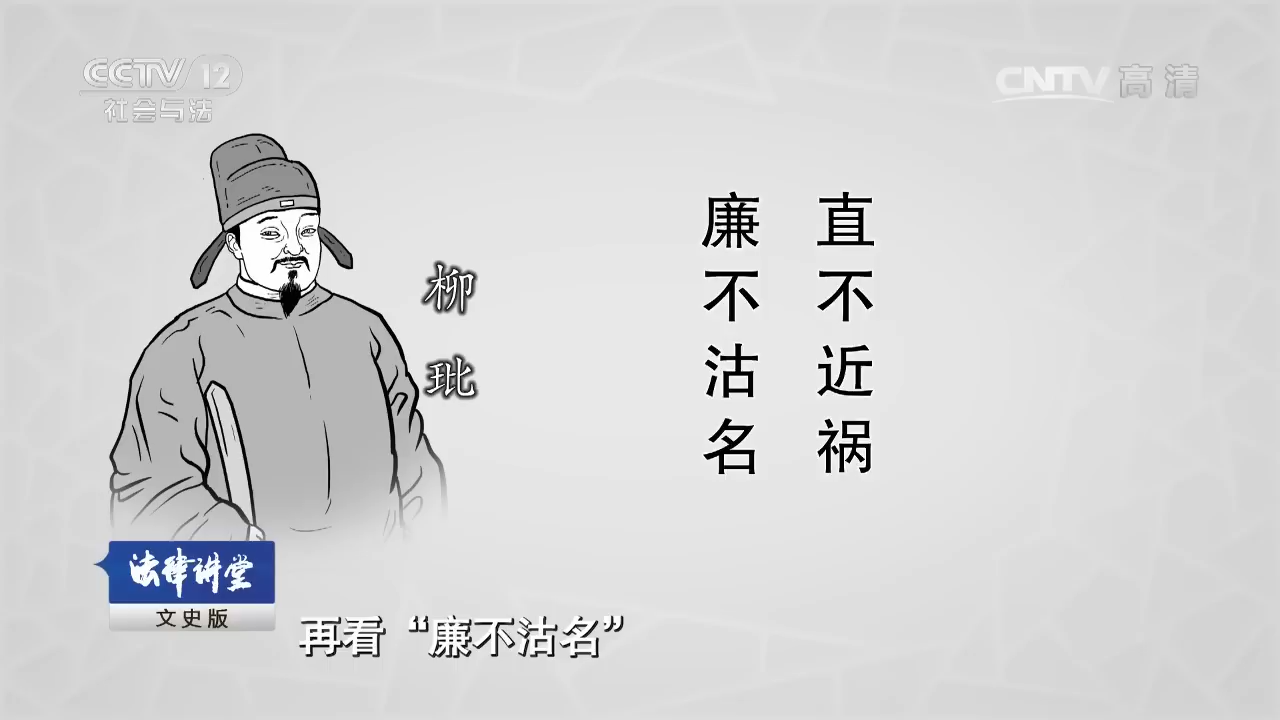 CCTV 12
社会与法
CNTV 高清
柳玭
直不近祸
廉不沽名
法律讲堂
文史版
再看“廉不沽名”